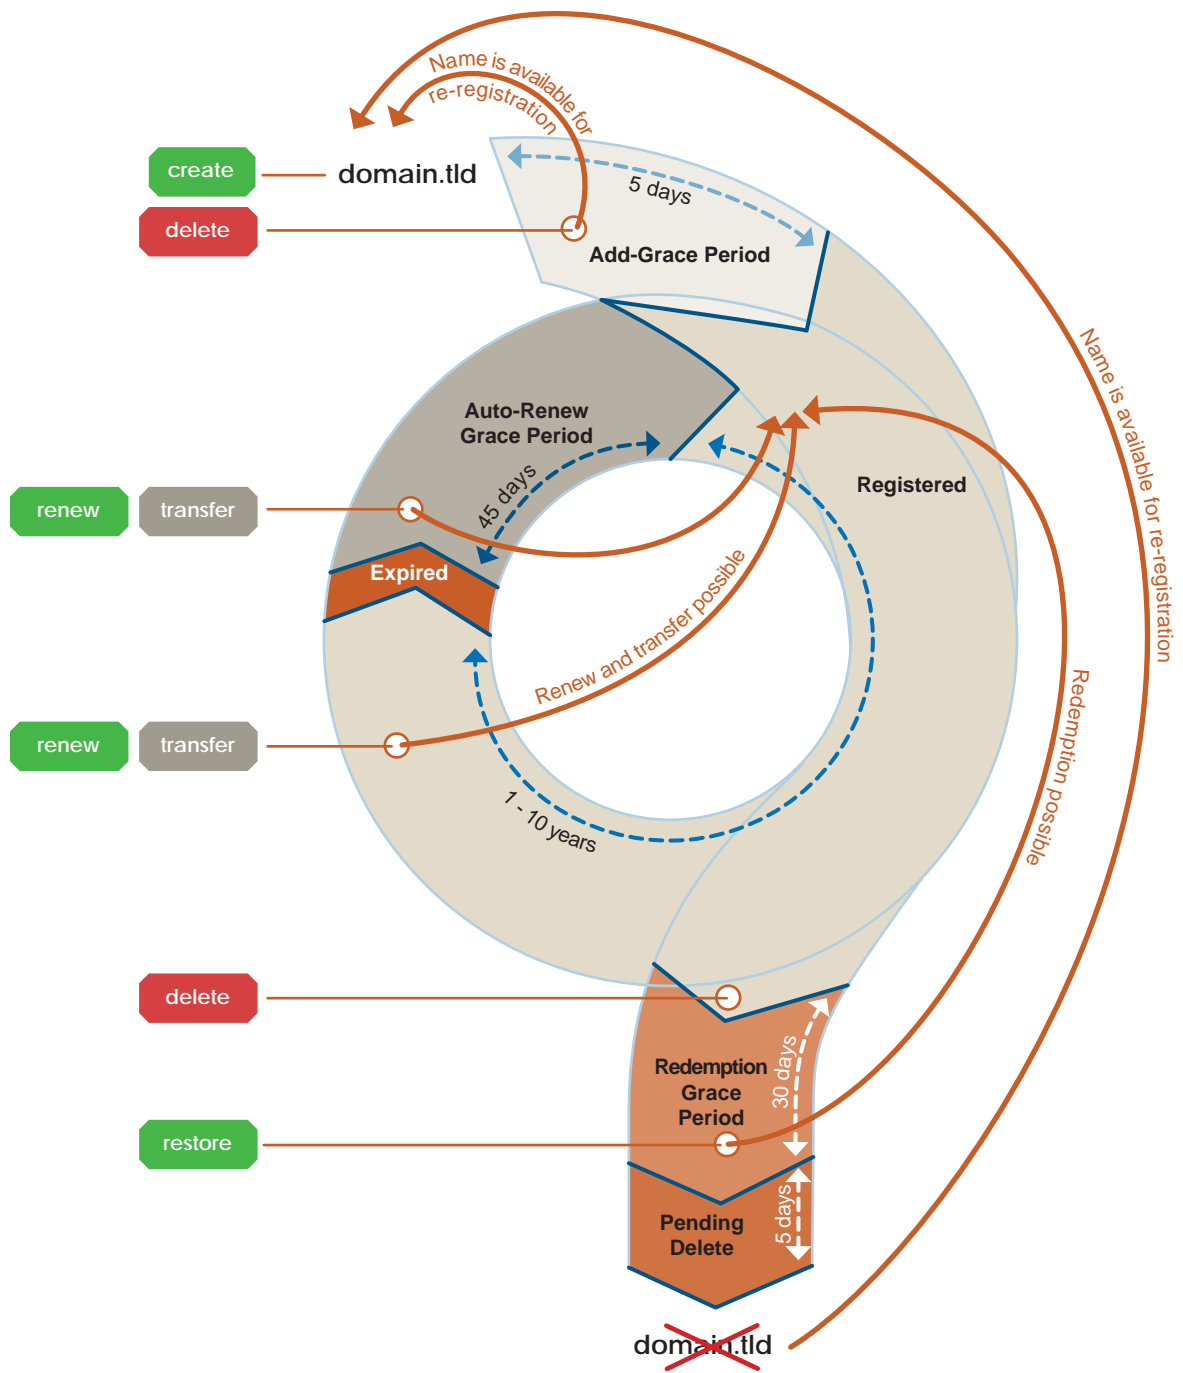 Name is available for
re-registration
create
domain.tld
delete
5 days
Add-Grace Period
Name is available for re-registration
Auto-Renew
Grace Period
45 days
Registered
renew
transfer
Expired
Renew and transfer possible
renew
transfer
Redemption possible
1 - 10 years
delete
Redemption
Grace
Period
30 days
restore
Pending
Delete
5 days
domain.tld